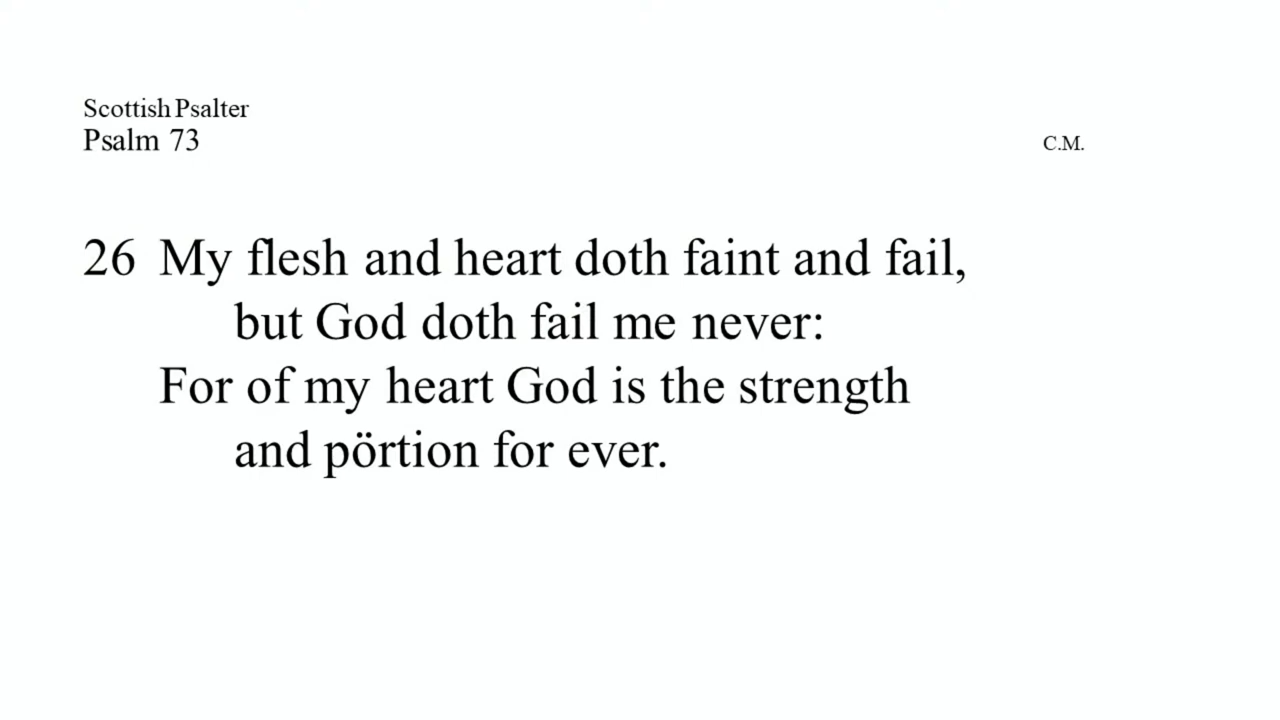 Scottish Psalter
Psalm 73 C.M.
26 My flesh and heart doth faint and fail,
but God doth fail me never:
For of my heart God is the strength
and pörtion for ever.